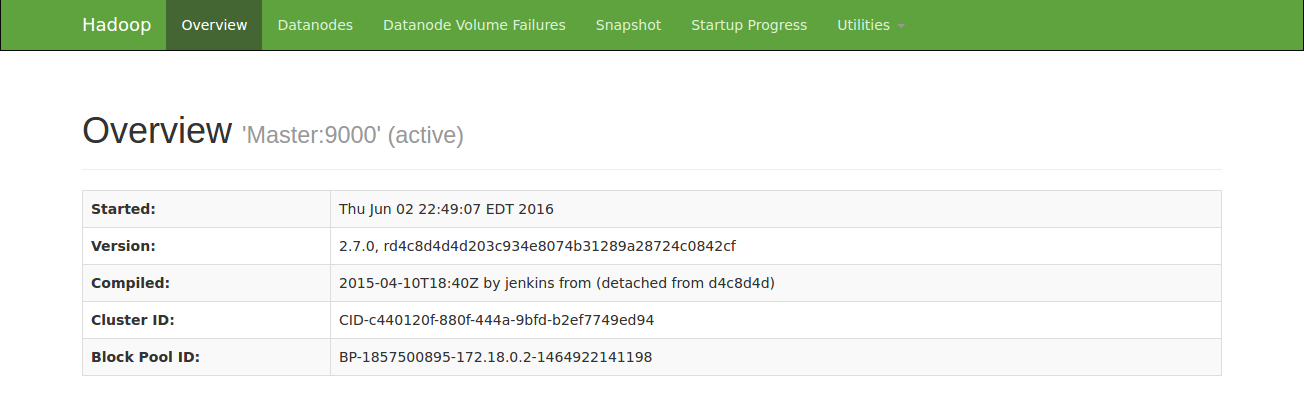 Hadoop Overview Datanodes Datanode Volume Failures Snapshot Startup Progress Utilities
Overview 'Master:9000' (active)
Started: Thu Jun 02 22:49:07 EDT 2016
Version: 2.7.0, rd4c8d4d4d203c934e8074b31289a28724c0842cf
Compiled: 2015-04-10T18:40Z by jenkins from (detached from d4c8d4d)
Cluster ID: CID-c440120f-880f-444a-9bfd-b2ef7749ed94
Block Pool ID: BP-1857500895-172.18.0.2-1464922141198